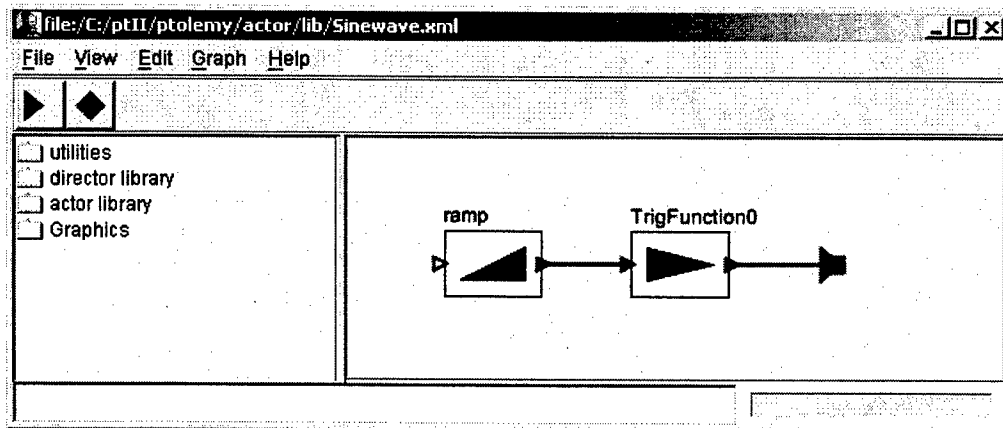 file:/C:/ptII/ptolemy/actor/lib/Sinewave.xml
File View Edit Graph Help
utilities
director library
actor library
Graphics
ramp
TrigFunction0